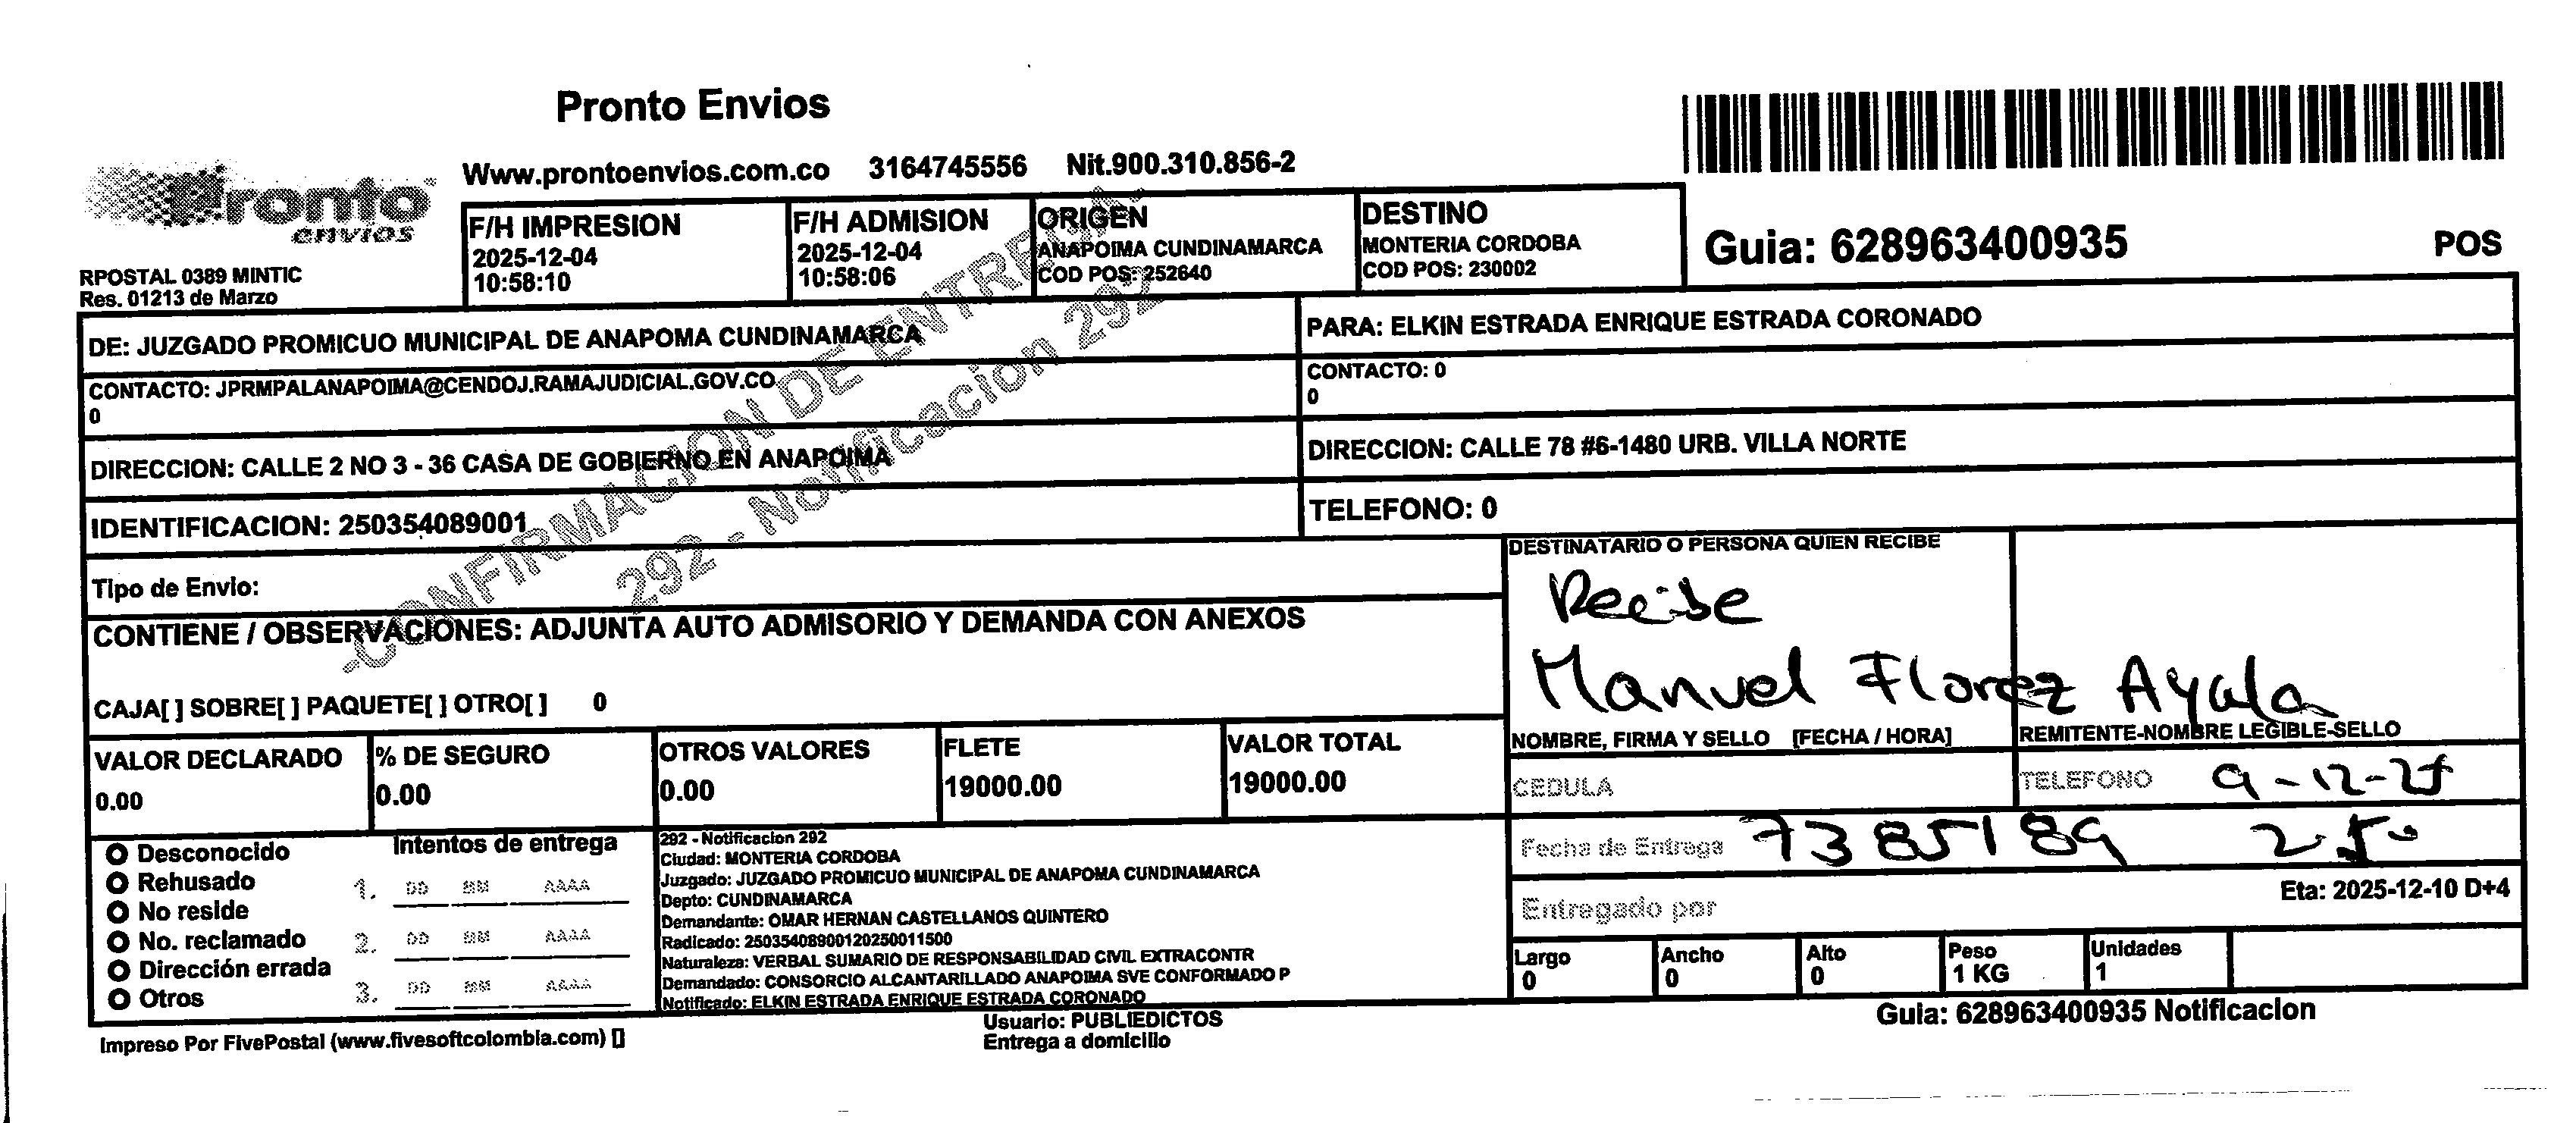 Pronto Envios
Www.prontoenvios.com.co 3164745556 Nit.900.310.856-2
Pronto
envios
RPOSTAL 0389 MINTIC
Res. 01213 de Marzo
F/H IMPRESION
2025-12-04
10:58:10
F/H ADMISION
2025-12-04
10:58:06
ORIGEN
ANAPOIMA CUNDINAMARCA
COD POS: 252640
DESTINO
MONTERIA CORDOBA
COD POS: 230002
Guia: 628963400935 POS
DE: JUZGADO PROMICUO MUNICIPAL DE ANAPOMA CUNDINAMARCA
PARA: ELKIN ESTRADA ENRIQUE ESTRADA CORONADO
CONTACTO: JPRMPALANAPOIMA@CENDOJ.RAMAJUDICIAL.GOV.CO
0
CONTACTO: 0
0
DIRECCION: CALLE 2 NO 3 - 36 CASA DE GOBIERNO EN ANAPOIMA
DIRECCION: CALLE 78 #6-1480 URB. VILLA NORTE
IDENTIFICACION: 250354089001
TELEFONO: 0
-CONFIRMACION DE ENTREGA-
292 - Notificacion 292
Tipo de Envio:
CONTIENE / OBSERVACIONES: ADJUNTA AUTO ADMISORIO Y DEMANDA CON ANEXOS
CAJA[ ] SOBRE[ ] PAQUETE[ ] OTRO[ ] 0
DESTINATARIO O PERSONA QUIEN RECIBE
Recibe
Manuel Florez Ayala
NOMBRE, FIRMA Y SELLO [FECHA / HORA]
REMITENTE-NOMBRE LEGIBLE-SELLO
VALOR DECLARADO
0.00
% DE SEGURO
0.00
OTROS VALORES
0.00
FLETE
19000.00
VALOR TOTAL
19000.00
CEDULA
TELEFONO 9-12-25
Fecha de Entrega 7385189 2:50
Eta: 2025-12-10 D+4
Entregado por
Desconocido
Rehusado
No reside
No. reclamado
Dirección errada
Otros
Intentos de entrega
1. DD MM AAAA
2. DD MM AAAA
3. DD MM AAAA
292 - Notificacion 292
Ciudad: MONTERIA CORDOBA
Juzgado: JUZGADO PROMICUO MUNICIPAL DE ANAPOMA CUNDINAMARCA
Depto: CUNDINAMARCA
Demandante: OMAR HERNAN CASTELLANOS QUINTERO
Radicado: 25035408900120250011500
Naturaleza: VERBAL SUMARIO DE RESPONSABILIDAD CIVIL EXTRACONTR
Demandado: CONSORCIO ALCANTARILLADO ANAPOIMA SVE CONFORMADO P
Notificado: ELKIN ESTRADA ENRIQUE ESTRADA CORONADO
Largo
0
Ancho
0
Alto
0
Peso
1 KG
Unidades
1
Impreso Por FivePostal (www.fivesoftcolombia.com) []
Usuario: PUBLIEDICTOS
Entrega a domicilio
Guia: 628963400935 Notificacion